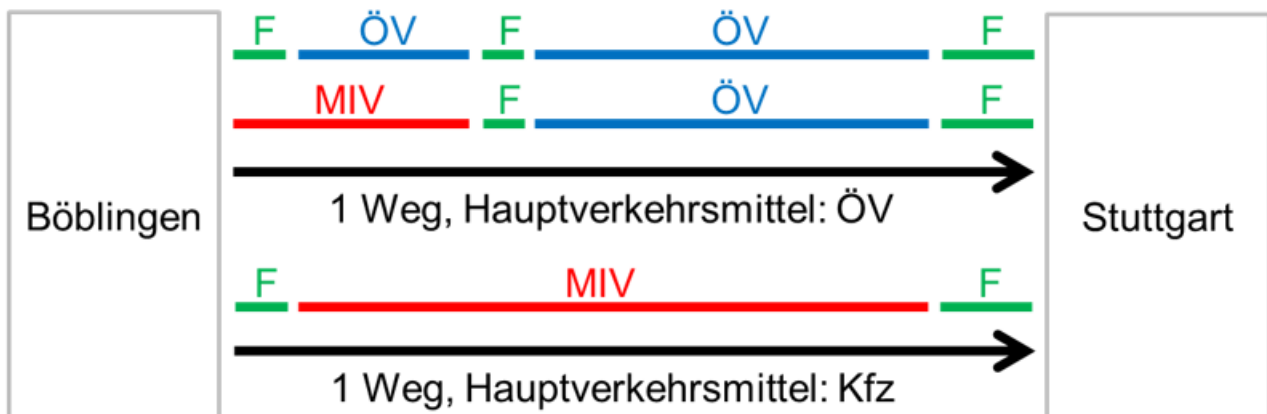 F ÖV F ÖV F
MIV F ÖV F
1 Weg, Hauptverkehrsmittel: ÖV
Böblingen
Stuttgart
F MIV F
1 Weg, Hauptverkehrsmittel: Kfz